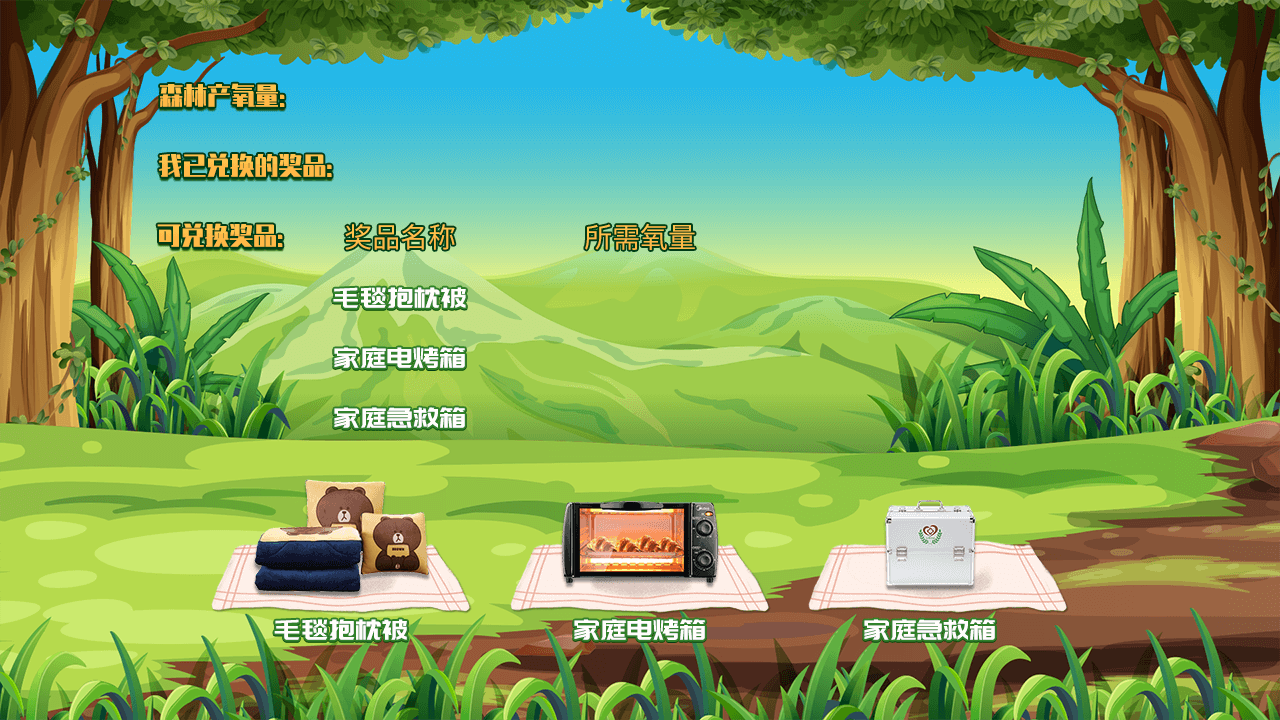 森林产氧量:
我已兑换的奖品:
可兑换奖品: 奖品名称 所需氧量
毛毯抱枕被
家庭电烤箱
家庭急救箱
毛毯抱枕被 家庭电烤箱 家庭急救箱